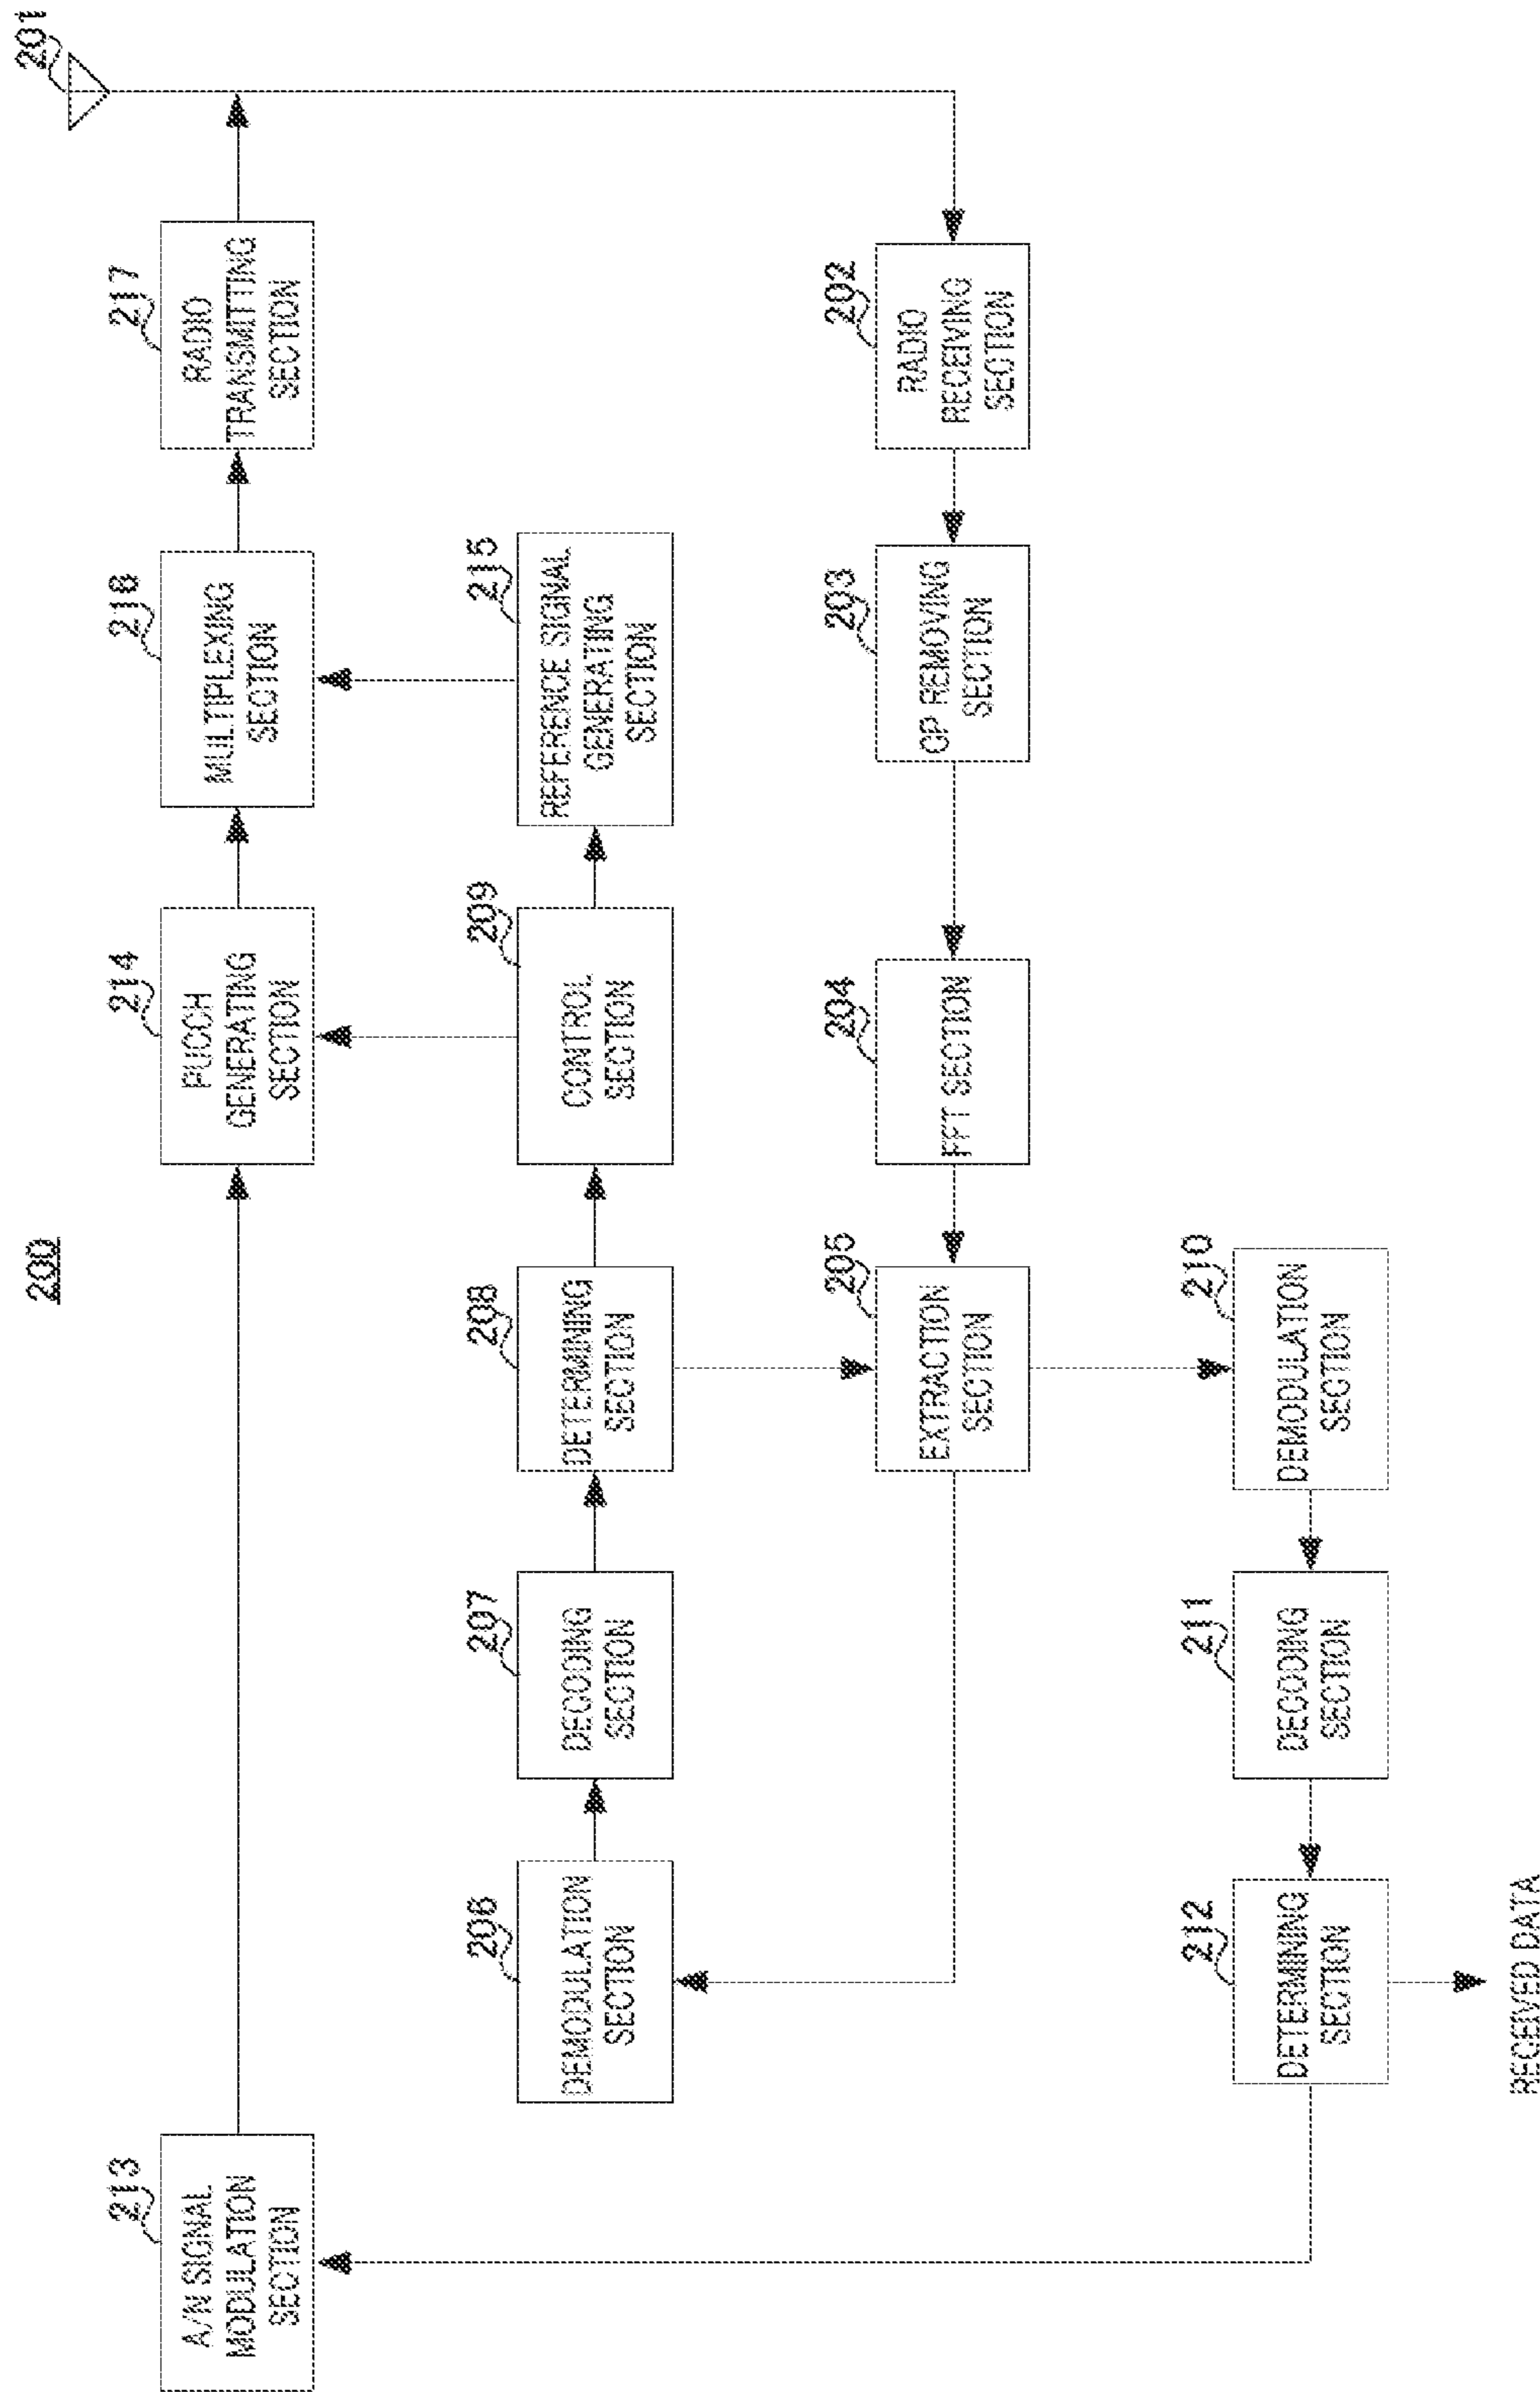 200
201
213
A/N SIGNAL
MODULATION
SECTION
214
PUCCH
GENERATING
SECTION
216
MULTIPLEXING
SECTION
217
RADIO
TRANSMITTING
SECTION
206
DEMODULATION
SECTION
207
DECODING
SECTION
208
DETERMINING
SECTION
209
CONTROL
SECTION
215
REFERENCE SIGNAL
GENERATING
SECTION
205
EXTRACTION
SECTION
204
FFT SECTION
203
CP REMOVING
SECTION
202
RADIO
RECEIVING
SECTION
212
DETERMINING
SECTION
211
DECODING
SECTION
210
DEMODULATION
SECTION
RECEIVED DATA